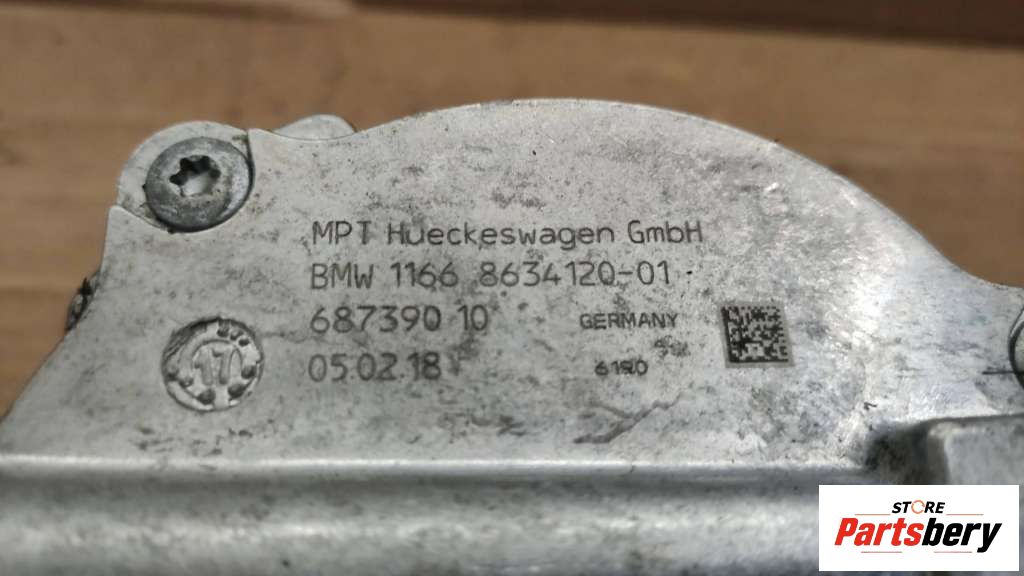 MPT Hueckeswagen GmbH
BMW 1166 8634120-01
687390 10 GERMANY
05.02.18 6190
17
STORE
Partsbery